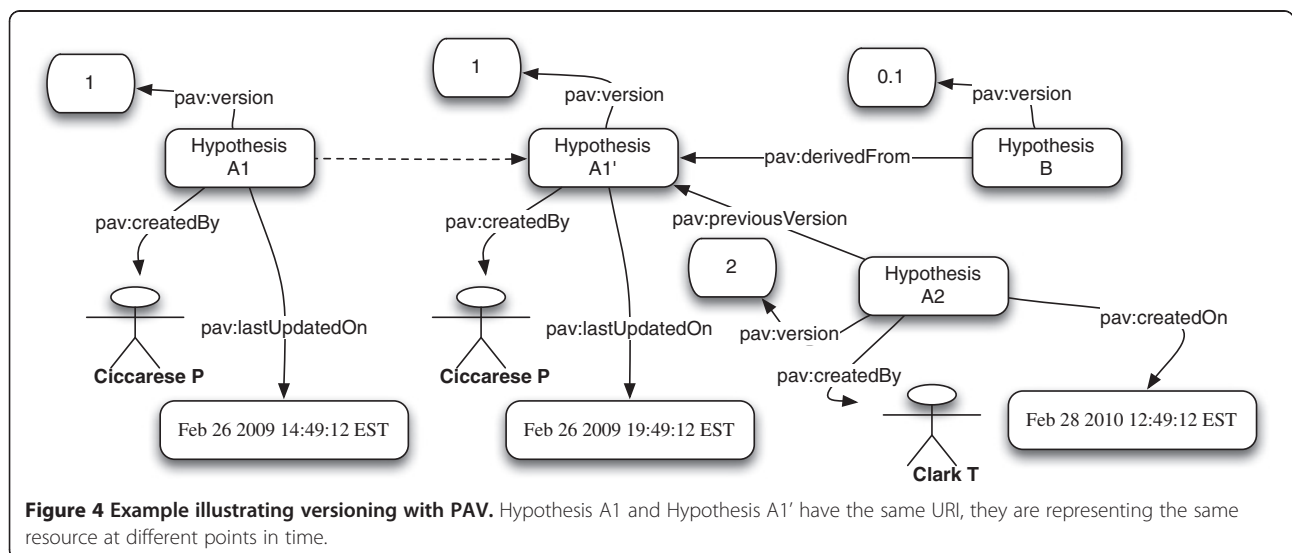 1
1
0.1
pav:version
pav:version
pav:version
Hypothesis
A1
Hypothesis
A1'
pav:derivedFrom
Hypothesis
B
pav:createdBy
pav:createdBy
pav:previousVersion
2
Hypothesis
A2
pav:lastUpdatedOn
pav:lastUpdatedOn
pav:version
pav:createdOn
pav:createdBy
Ciccarese P
Ciccarese P
Feb 26 2009 14:49:12 EST
Feb 26 2009 19:49:12 EST
Feb 28 2010 12:49:12 EST
Clark T
Figure 4 Example illustrating versioning with PAV. Hypothesis A1 and Hypothesis A1’ have the same URI, they are representing the same
resource at different points in time.